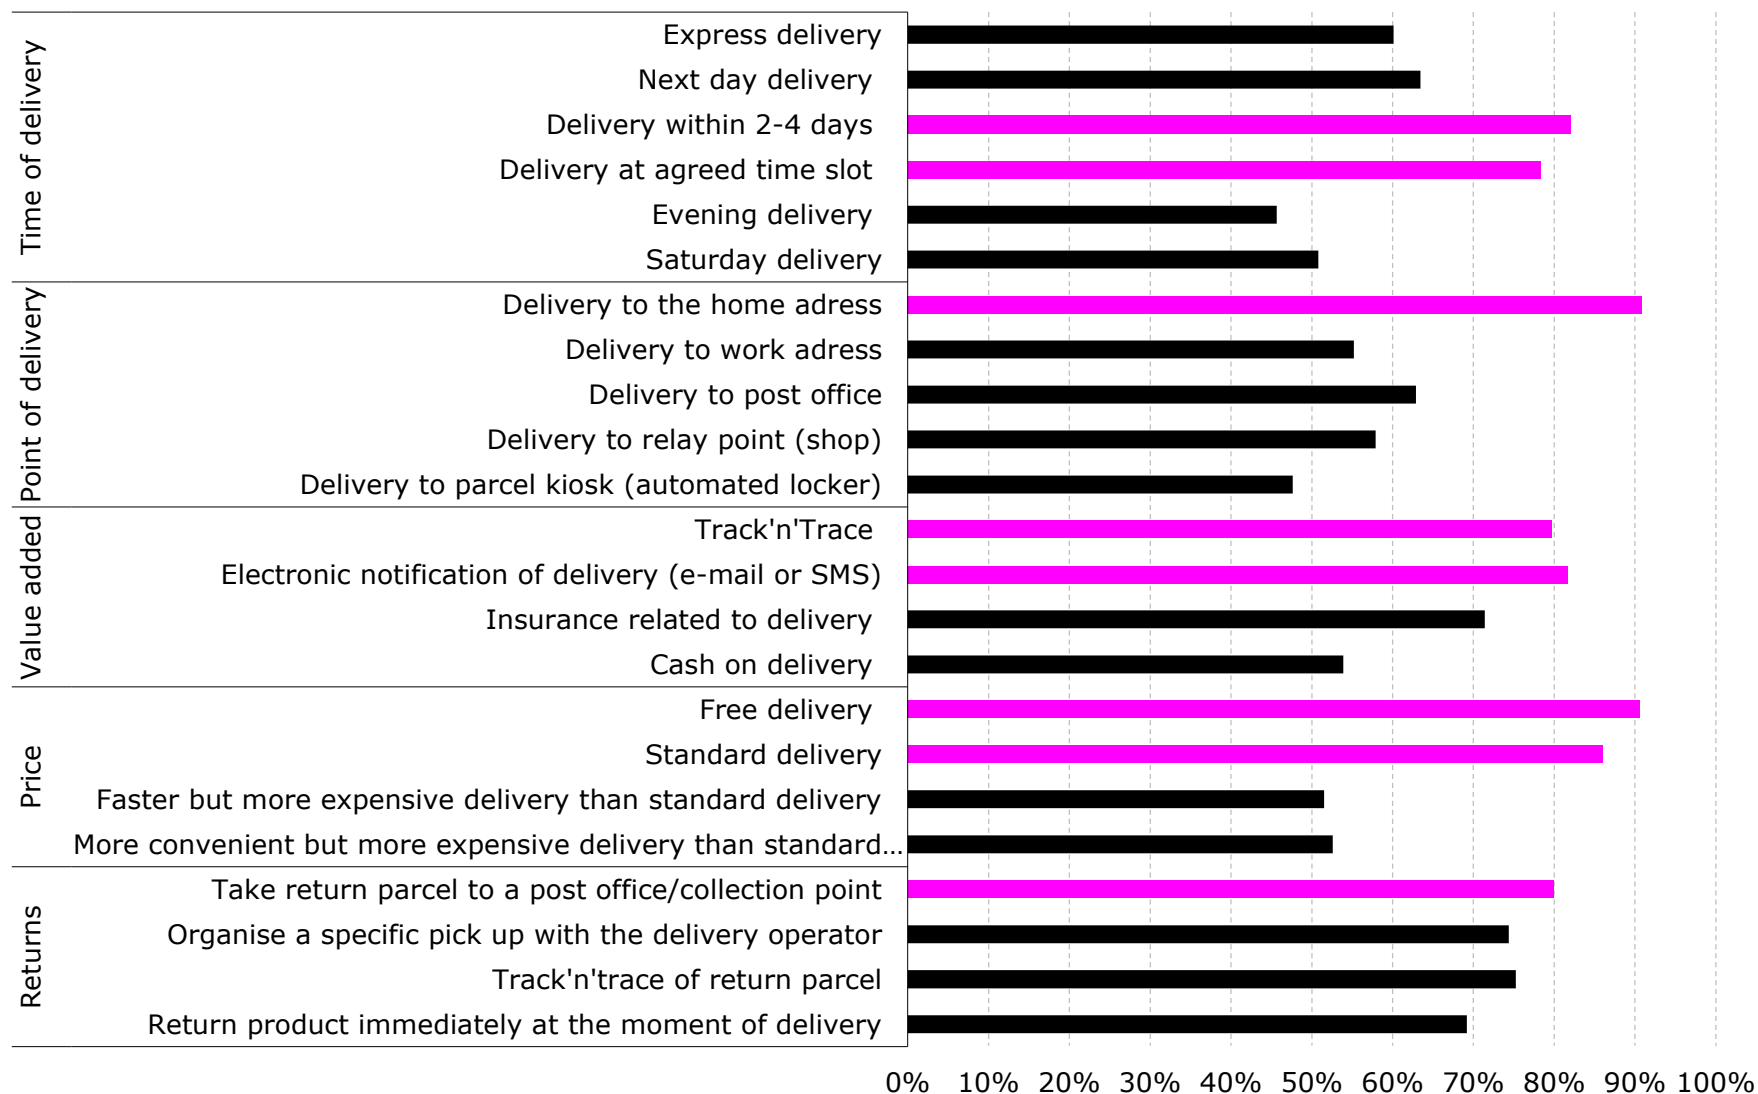 Time of delivery
Express delivery
Next day delivery
Delivery within 2-4 days
Delivery at agreed time slot
Evening delivery
Saturday delivery
Point of delivery
Delivery to the home adress
Delivery to work adress
Delivery to post office
Delivery to relay point (shop)
Delivery to parcel kiosk (automated locker)
Value added
Track'n'Trace
Electronic notification of delivery (e-mail or SMS)
Insurance related to delivery
Cash on delivery
Price
Free delivery
Standard delivery
Faster but more expensive delivery than standard delivery
More convenient but more expensive delivery than standard...
Returns
Take return parcel to a post office/collection point
Organise a specific pick up with the delivery operator
Track'n'trace of return parcel
Return product immediately at the moment of delivery
0% 10% 20% 30% 40% 50% 60% 70% 80% 90% 100%